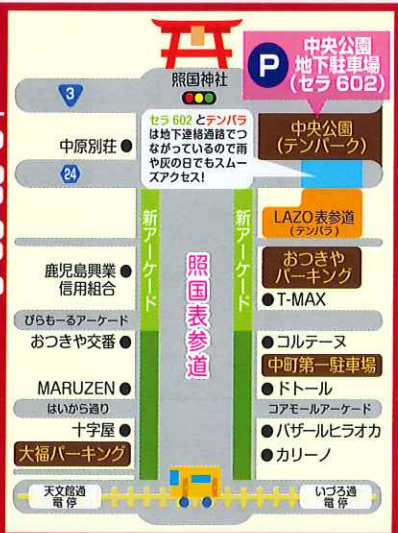 照国神社
P
中央公園
地下駐車場
(セラ602)
3
セラ602とテンパラ
は地下連絡通路でつ
ながっているので雨
や灰の日でもスムー
ズアクセス!
中原別荘
中央公園
(テンパーク)
24
新アーケード
照国表参道
新アーケード
LAZO表参道
(テンパラ)
鹿児島興業
信用組合
おつきや
パーキング
T-MAX
ぴらもーるアーケード
おつきや交番
コルテーヌ
中町第一駐車場
MARUZEN
ドトール
はいから通り
コアモールアーケード
十字屋
バザールヒラオカ
大福パーキング
カリーノ
天文館通
電停
いづろ通
電停